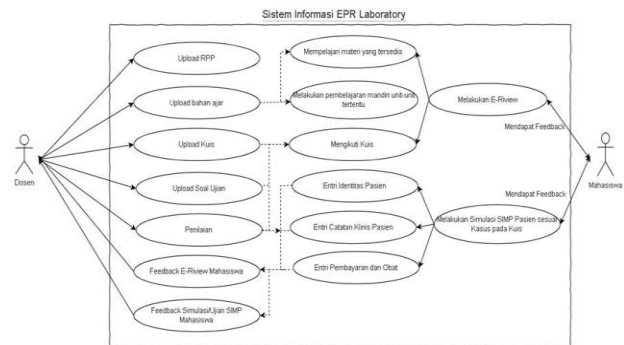 Sistem Informasi EPR Laboratory
Upload RPP
Upload bahan ajar
Upload Kuis
Upload Soal Ujian
Penilaian
Feedback E-Riview Mahasiswa
Feedback Simulasi/Ujian SIMP
Mahasiswa
Mempelajari materi yang tersedia
Melakukan pembelajaran mandiri unit-unit
tertentu
Mengikuti Kuis
Entri Identitas Pasien
Entri Catatan Klinis Pasien
Entri Pembayaran dan Obat
Melakukan E-Riview
Melakukan Simulasi SIMP Pasien sesuai
Kasus pada Kuis
Mendapat Feedback
Mendapat Feedback
Dosen
Mahasiswa